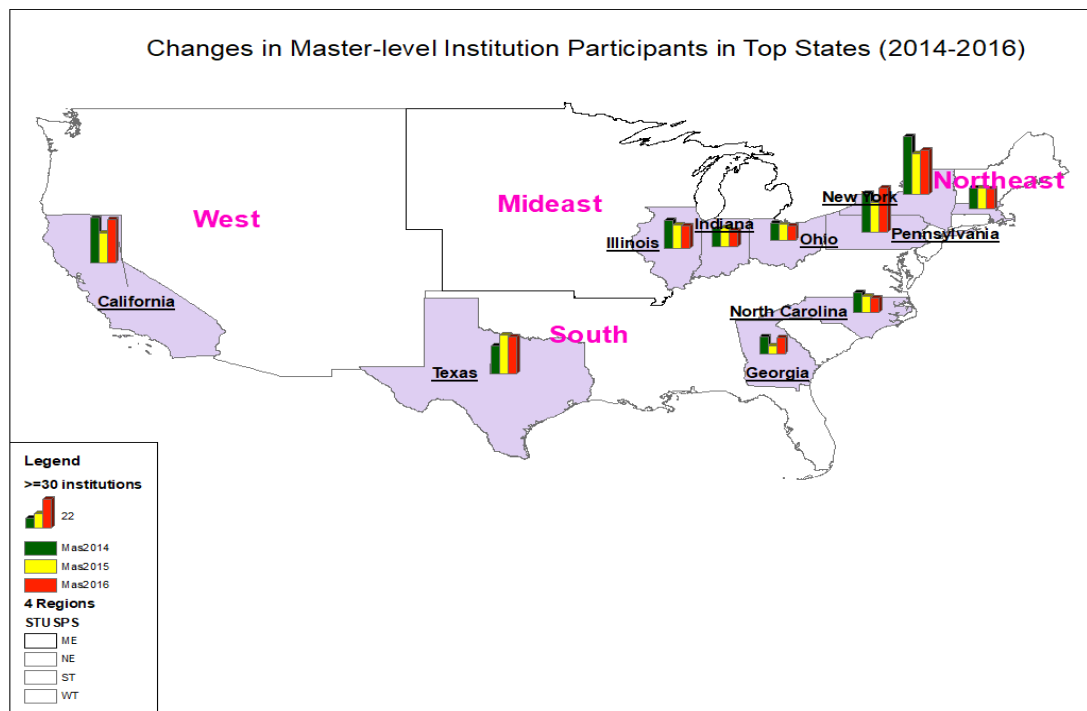 Changes in Master-level Institution Participants in Top States (2014-2016)
Northeast
New York
Mideast
West
Indiana
Illinois
Ohio
Pennsylvania
California
North Carolina
South
Texas
Georgia
Legend
>=30 institutions
22
Mas2014
Mas2015
Mas2016
4 Regions
STUSPS
ME
NE
ST
WT